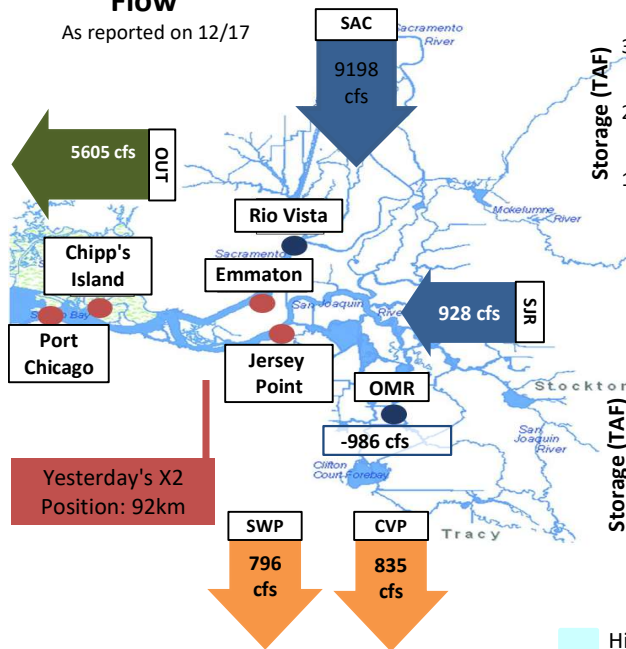 Flow
As reported on 12/17
SAC
Sacramento
River
9198
cfs
Storage (TAF)
3
2
1
5605 cfs
OUT
Mokelumne
River
Rio Vista
Chipp's
Island
Sacramento
Emmaton
San Joaquin
River
928 cfs
SJR
Port
Chicago
Jersey
Point
OMR
Stockton
-986 cfs
San
Joaquin
River
Clifton
Court Forebay
Storage (TAF)
Yesterday's X2
Position: 92km
SWP
CVP
Tracy
796
cfs
835
cfs
Hi